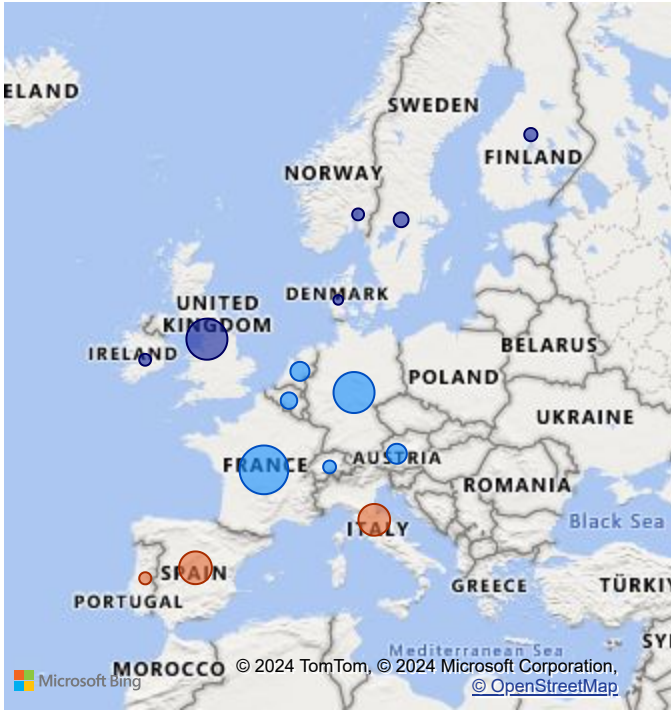 ELAND
SWEDEN
FINLAND
NORWAY
DENMARK
UNITED
KINGDOM
IRELAND
BELARUS
POLAND
UKRAINE
FRANCE
AUSTRIA
ROMANIA
Black Sea
ITALY
SPAIN
GREECE
TÜRKIY
PORTUGAL
SY
Mediterranean Sea
MOROCCO
© 2024 TomTom, © 2024 Microsoft Corporation,
Microsoft Bing
© OpenStreetMap